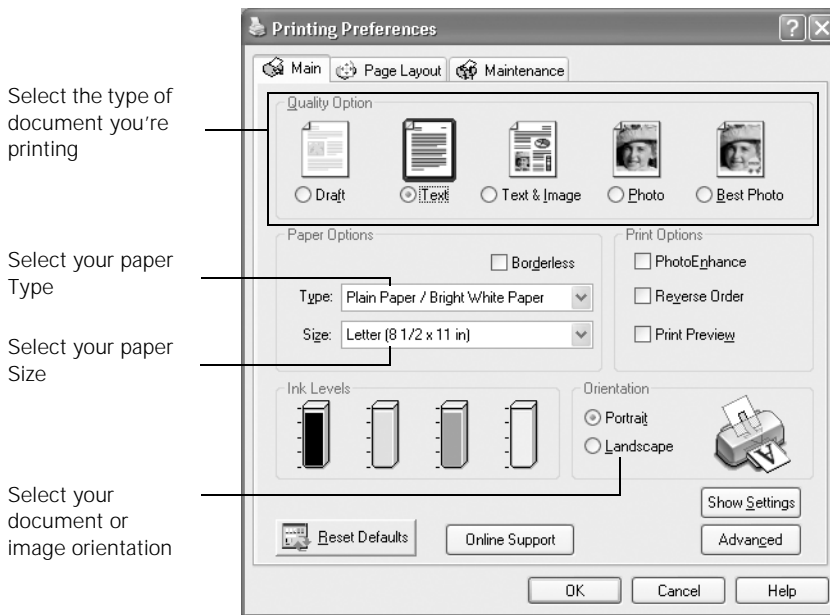 Printing Preferences
Main
Page Layout
Maintenance
Select the type of
document you're
printing
Quality Option
Draft
Text
Text & Image
Photo
Best Photo
Select your paper
Type
Paper Options
Borderless
Type: Plain Paper / Bright White Paper
Size: Letter (8 1/2 x 11 in)
Print Options
PhotoEnhance
Reverse Order
Print Preview
Select your paper
Size
Ink Levels
Orientation
Portrait
Landscape
A
Select your
document or
image orientation
Show Settings
Reset Defaults
Online Support
Advanced
OK
Cancel
Help